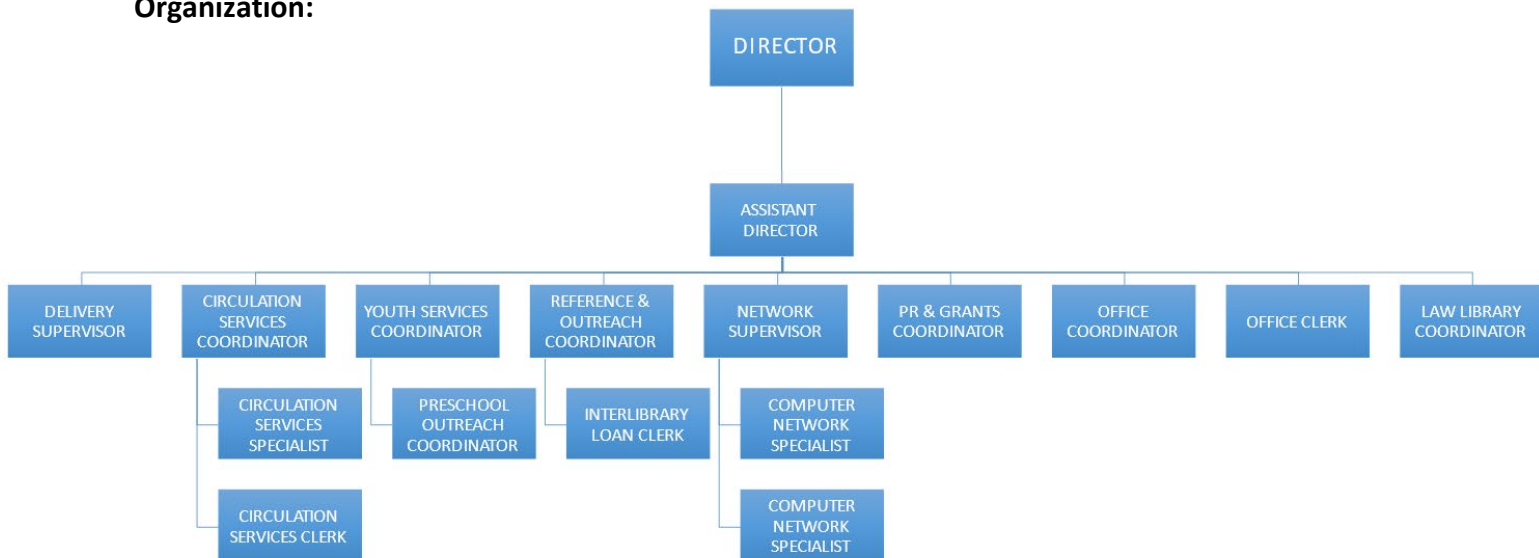 Organization:
DIRECTOR
ASSISTANT
DIRECTOR
DELIVERY
SUPERVISOR
CIRCULATION
SERVICES
COORDINATOR
YOUTH SERVICES
COORDINATOR
REFERENCE &
OUTREACH
COORDINATOR
NETWORK
SUPERVISOR
PR & GRANTS
COORDINATOR
OFFICE
COORDINATOR
OFFICE CLERK
LAW LIBRARY
COORDINATOR
CIRCULATION
SERVICES
SPECIALIST
PRESCHOOL
OUTREACH
COORDINATOR
INTERLIBRARY
LOAN CLERK
COMPUTER
NETWORK
SPECIALIST
CIRCULATION
SERVICES CLERK
COMPUTER
NETWORK
SPECIALIST